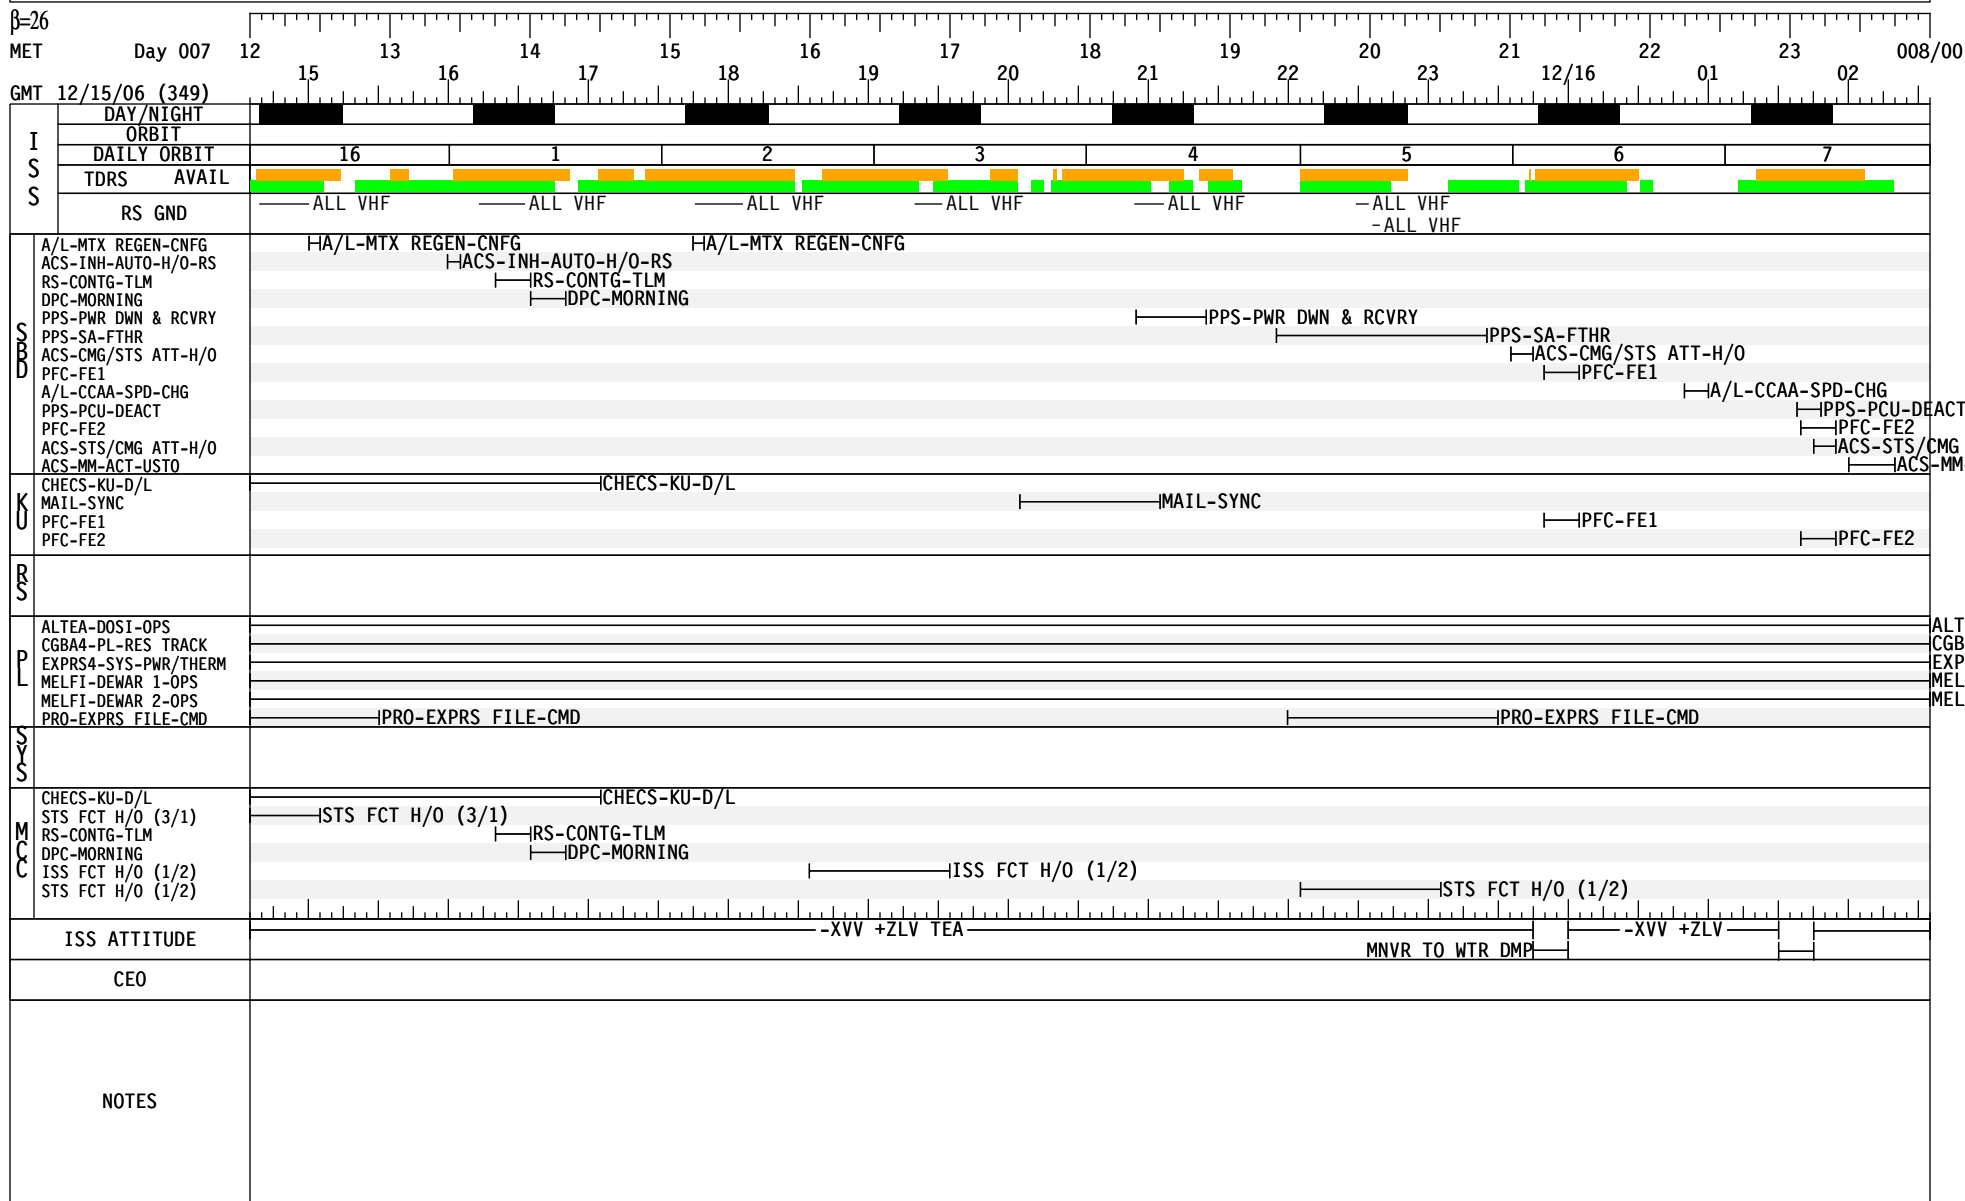 β=26
MET Day 007 12 13 14 15 16 17 18 19 20 21 22 23 008/00
15 16 17 18 19 20 21 22 23 12/16 01 02
GMT 12/15/06 (349)
ISS
DAY/NIGHT
ORBIT
DAILY ORBIT 16 1 2 3 4 5 6 7
TDRS AVAIL
RS GND ALL VHF ALL VHF ALL VHF ALL VHF ALL VHF ALL VHF
ALL VHF
SBD
A/L-MTX REGEN-CNFG A/L-MTX REGEN-CNFG A/L-MTX REGEN-CNFG
ACS-INH-AUTO-H/O-RS ACS-INH-AUTO-H/O-RS
RS-CONTG-TLM RS-CONTG-TLM
DPC-MORNING DPC-MORNING
PPS-PWR DWN & RCVRY PPS-PWR DWN & RCVRY
PPS-SA-FTHR PPS-SA-FTHR
ACS-CMG/STS ATT-H/O ACS-CMG/STS ATT-H/O
PFC-FE1 PFC-FE1
A/L-CCAA-SPD-CHG A/L-CCAA-SPD-CHG
PPS-PCU-DEACT PPS-PCU-DEACT
PFC-FE2 PFC-FE2
ACS-STS/CMG ATT-H/O ACS-STS/CMG
ACS-MM-ACT-USTO ACS-MM-
KU
CHECS-KU-D/L CHECS-KU-D/L
MAIL-SYNC MAIL-SYNC
PFC-FE1 PFC-FE1
PFC-FE2 PFC-FE2
RS
PL
ALTEA-DOSI-OPS ALT
CGBA4-PL-RES TRACK CGB
EXPRS4-SYS-PWR/THERM EXP
MELFI-DEWAR 1-OPS MEL
MELFI-DEWAR 2-OPS MEL
PRO-EXPRS FILE-CMD PRO-EXPRS FILE-CMD PRO-EXPRS FILE-CMD
SYS
MCC
CHECS-KU-D/L CHECS-KU-D/L
STS FCT H/O (3/1) STS FCT H/O (3/1)
RS-CONTG-TLM RS-CONTG-TLM
DPC-MORNING DPC-MORNING
ISS FCT H/O (1/2) ISS FCT H/O (1/2)
STS FCT H/O (1/2) STS FCT H/O (1/2)
ISS ATTITUDE -XVV +ZLV TEA -XVV +ZLV
MNVR TO WTR DMP
CEO
NOTES